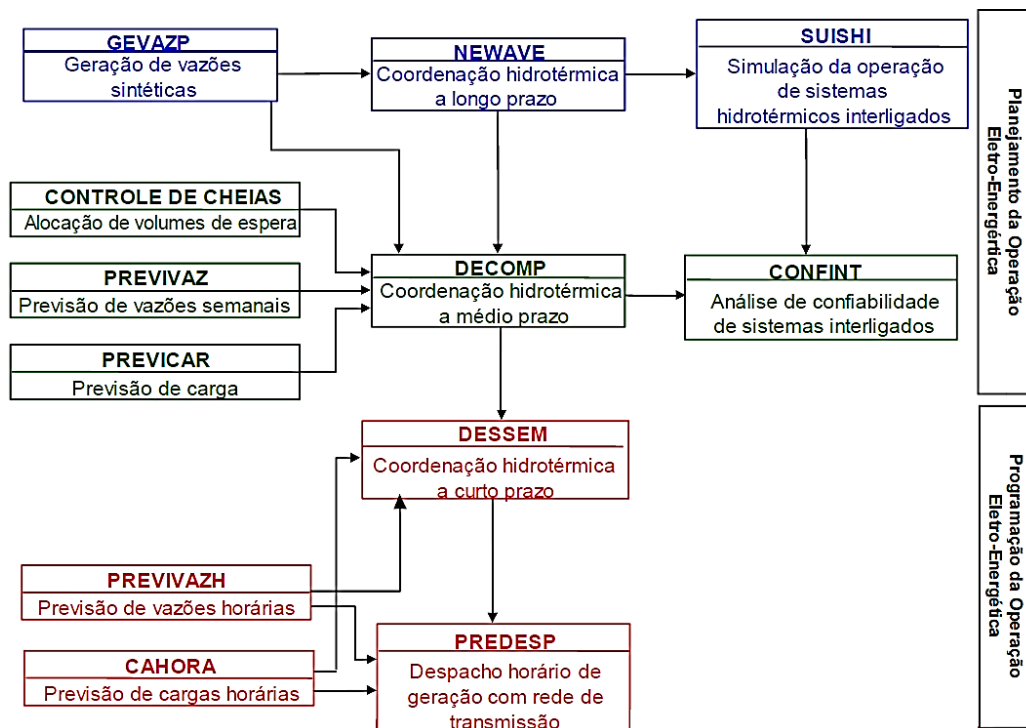 GEVAZP
Geração de vazões
sintéticas
NEWAVE
Coordenação hidrotérmica
a longo prazo
SUISHI
Simulação da operação
de sistemas
hidrotérmicos interligados
CONTROLE DE CHEIAS
Alocação de volumes de espera
PREVIVAZ
Previsão de vazões semanais
PREVICAR
Previsão de carga
DECOMP
Coordenação hidrotérmica
a médio prazo
CONFINT
Análise de confiabilidade
de sistemas interligados
Planejamento da Operação
Eletro-Energértica
DESSEM
Coordenação hidrotérmica
a curto prazo
PREVIVAZH
Previsão de vazões horárias
CAHORA
Previsão de cargas horárias
PREDESP
Despacho horário de
geração com rede de
transmissão
Programação da Operação
Eletro-Energética